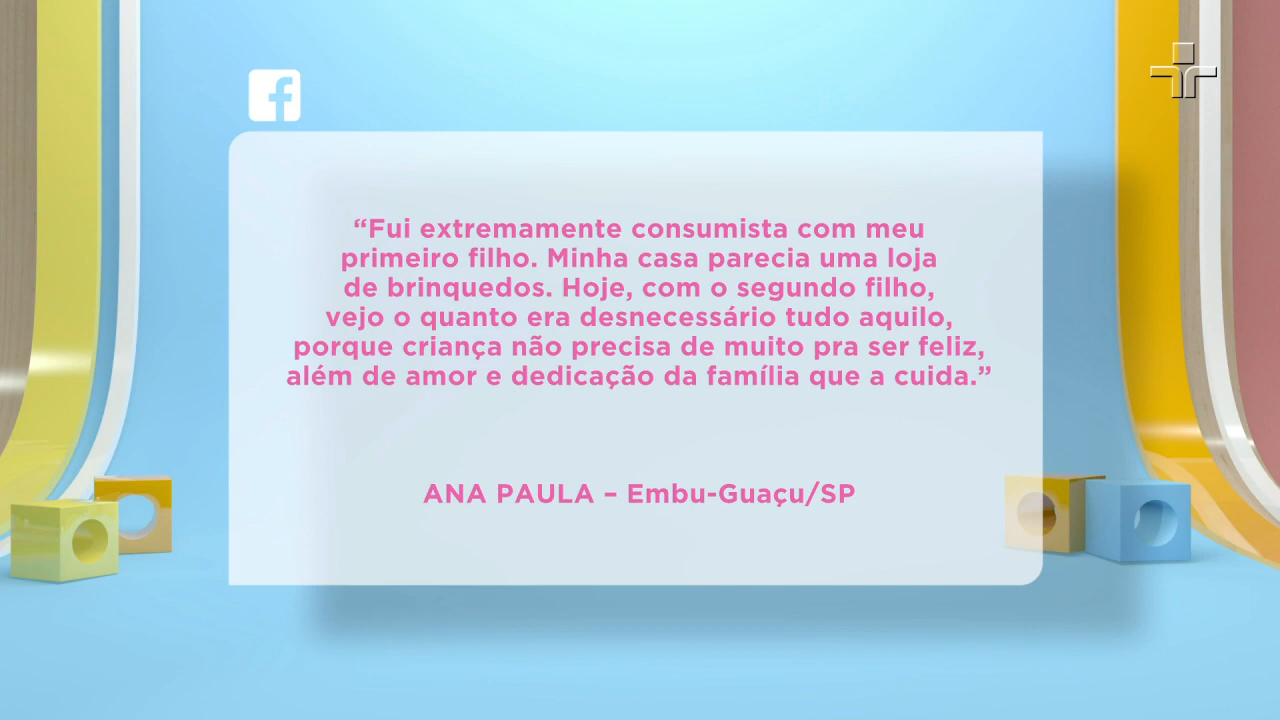 “Fui extremamente consumista com meu
primeiro filho. Minha casa parecia uma loja
de brinquedos. Hoje, com o segundo filho,
vejo o quanto era desnecessário tudo aquilo,
porque criança não precisa de muito pra ser feliz,
além de amor e dedicação da família que a cuida.”
ANA PAULA – Embu-Guaçu/SP